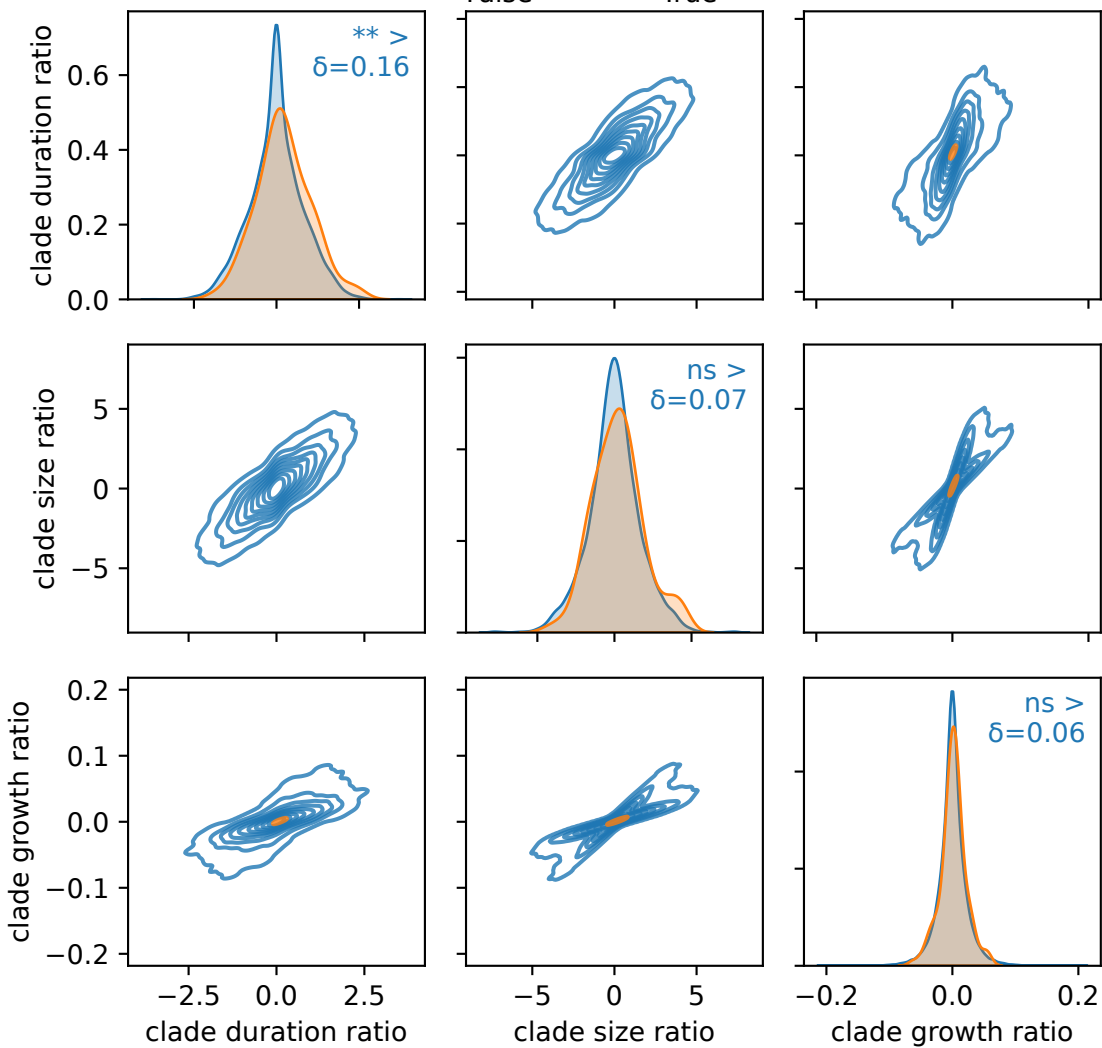 clade duration ratio
0.6
0.4
0.2
0.0
** >
δ=0.16
clade size ratio
5
0
−5
ns >
δ=0.07
clade growth ratio
0.2
0.1
0.0
−0.1
−0.2
ns >
δ=0.06
−2.5 0.0 2.5
clade duration ratio
−5 0 5
clade size ratio
−0.2 0.0 0.2
clade growth ratio